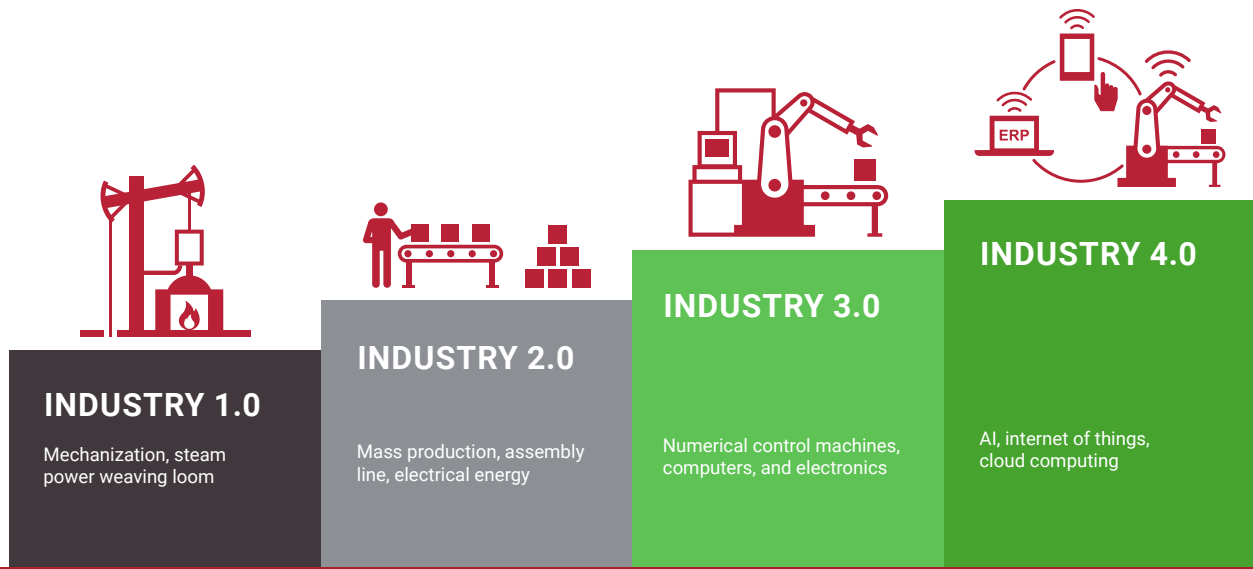 INDUSTRY 1.0
Mechanization, steam
power weaving loom
INDUSTRY 2.0
Mass production, assembly
line, electrical energy
INDUSTRY 3.0
Numerical control machines,
computers, and electronics
ERP
INDUSTRY 4.0
AI, internet of things,
cloud computing